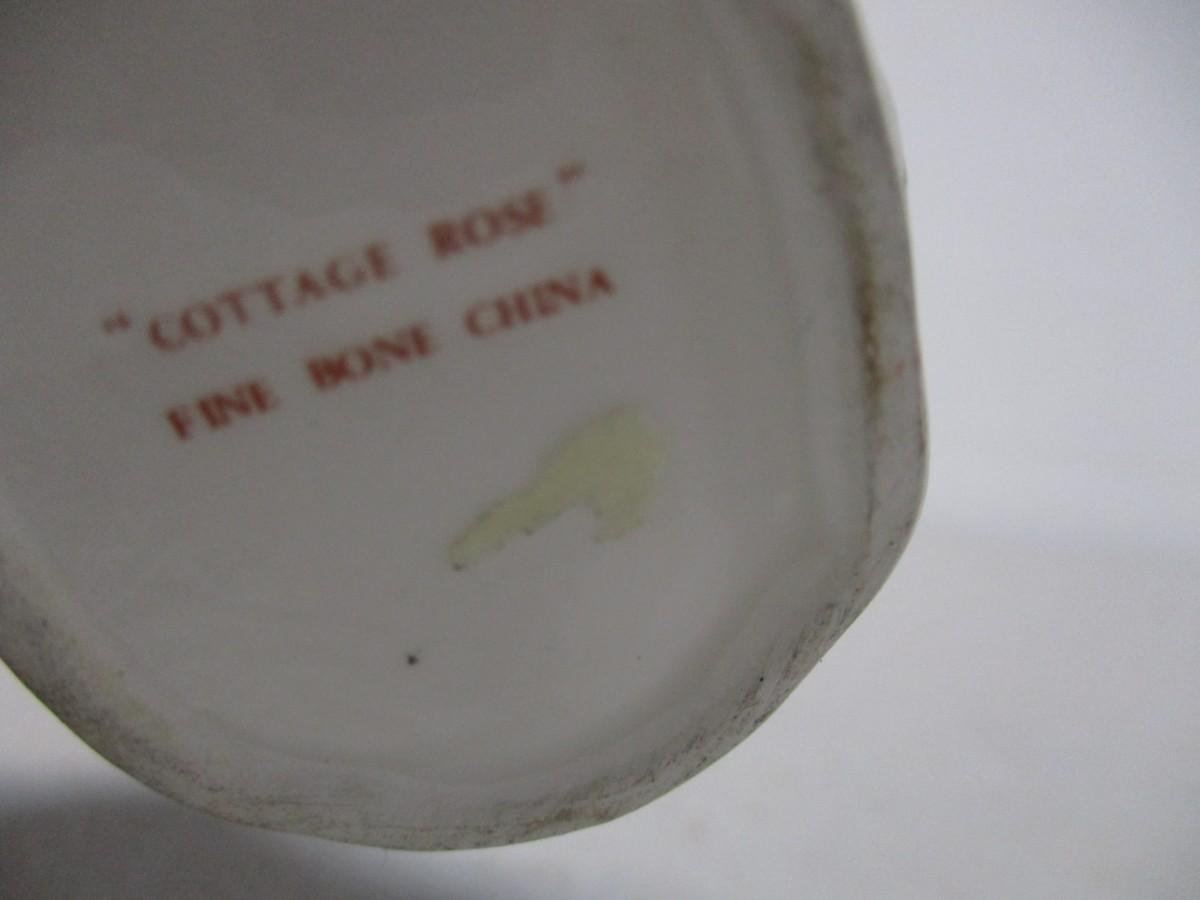 “COTTAGE ROSE”
FINE BONE CHINA